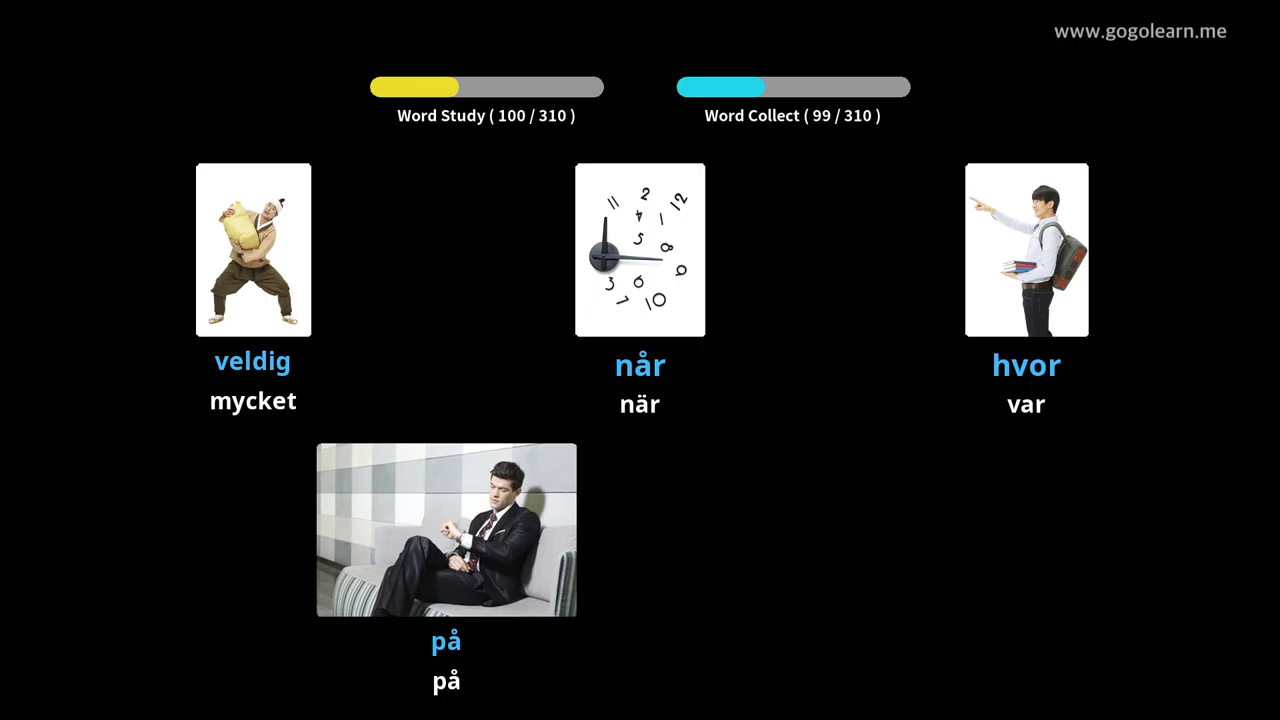 www.gogolearn.me
Word Study ( 100 / 310 )
Word Collect ( 99 / 310 )
veldig
mycket
når
när
hvor
var
på
på